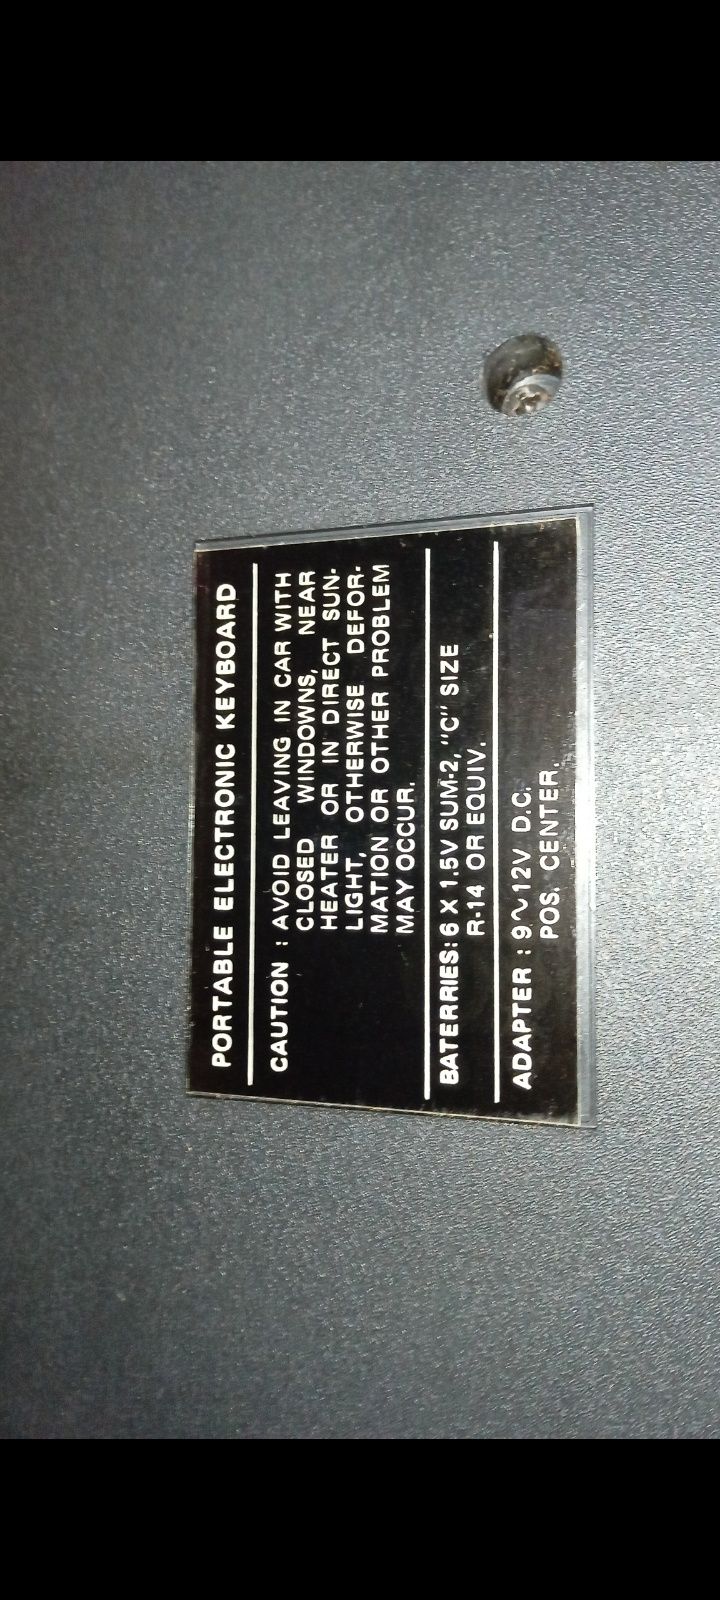 PORTABLE ELECTRONIC KEYBOARD
CAUTION : AVOID LEAVING IN CAR WITH
CLOSED WINDOWNS, NEAR
HEATER OR IN DIRECT SUN-
LIGHT, OTHERWISE DEFOR-
MATION OR OTHER PROBLEM
MAY OCCUR.
BATERRIES: 6 X 1.5V SUM-2, "C" SIZE
R-14 OR EQUIV.
ADAPTER : 9~12V D.C.
POS. CENTER.